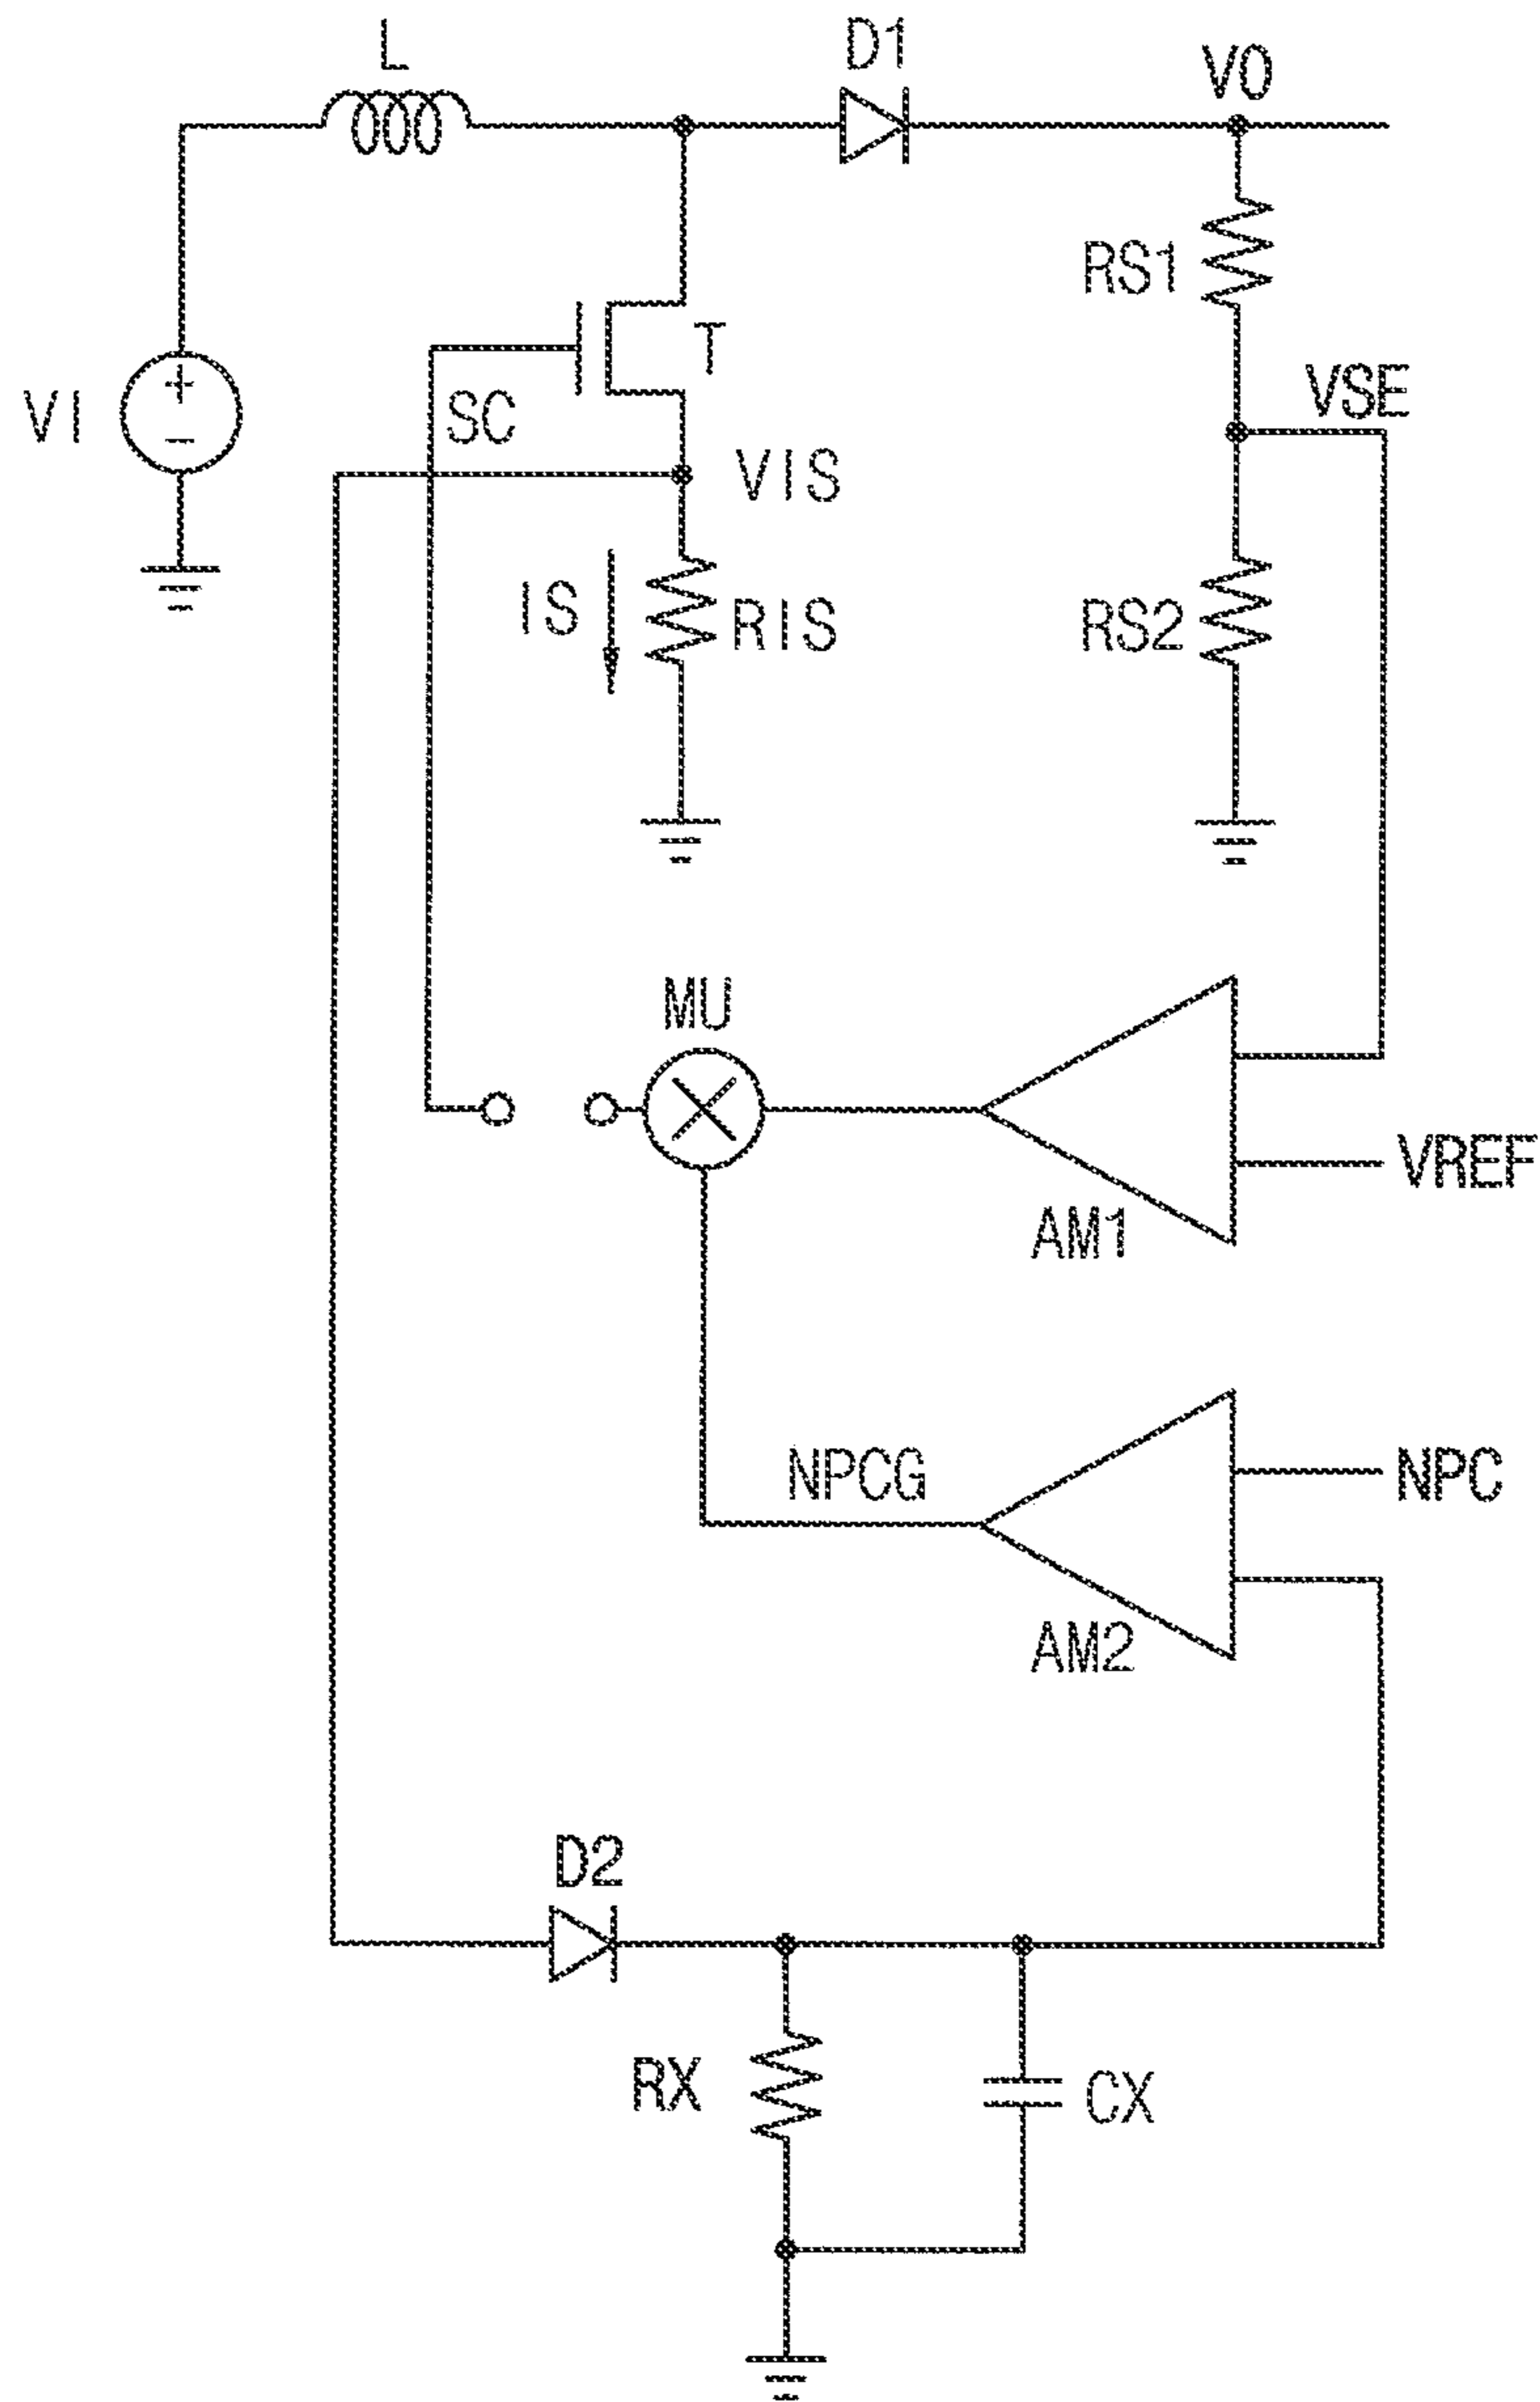 L
D1
VO
RS1
T
VI
SC
VSE
VIS
IS
RIS
RS2
MU
VREF
AM1
NPCG
NPC
AM2
D2
RX
CX